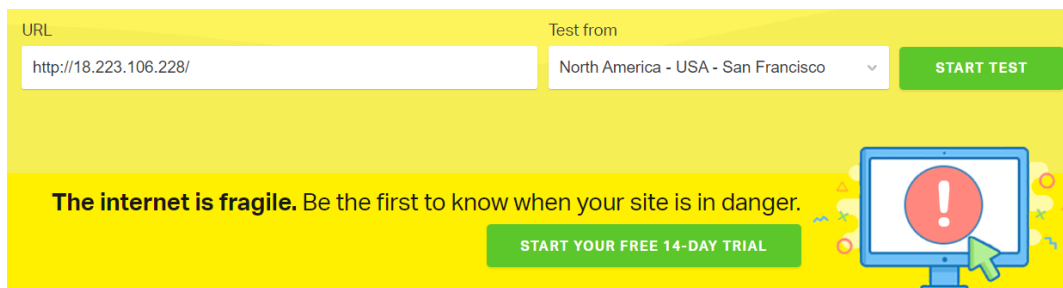 URL
Test from
http://18.223.106.228/
North America - USA - San Francisco
START TEST
The internet is fragile. Be the first to know when your site is in danger.
START YOUR FREE 14-DAY TRIAL
!